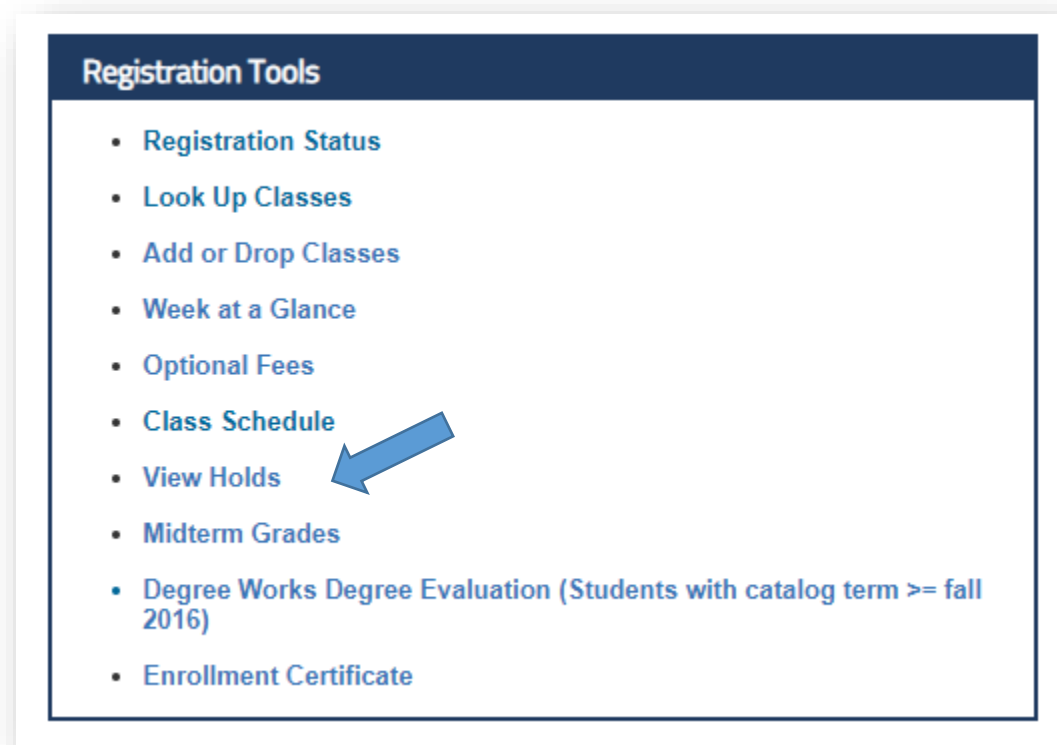 Registration Tools
Registration Status
Look Up Classes
Add or Drop Classes
Week at a Glance
Optional Fees
Class Schedule
View Holds
Midterm Grades
Degree Works Degree Evaluation (Students with catalog term >= fall
2016)
Enrollment Certificate